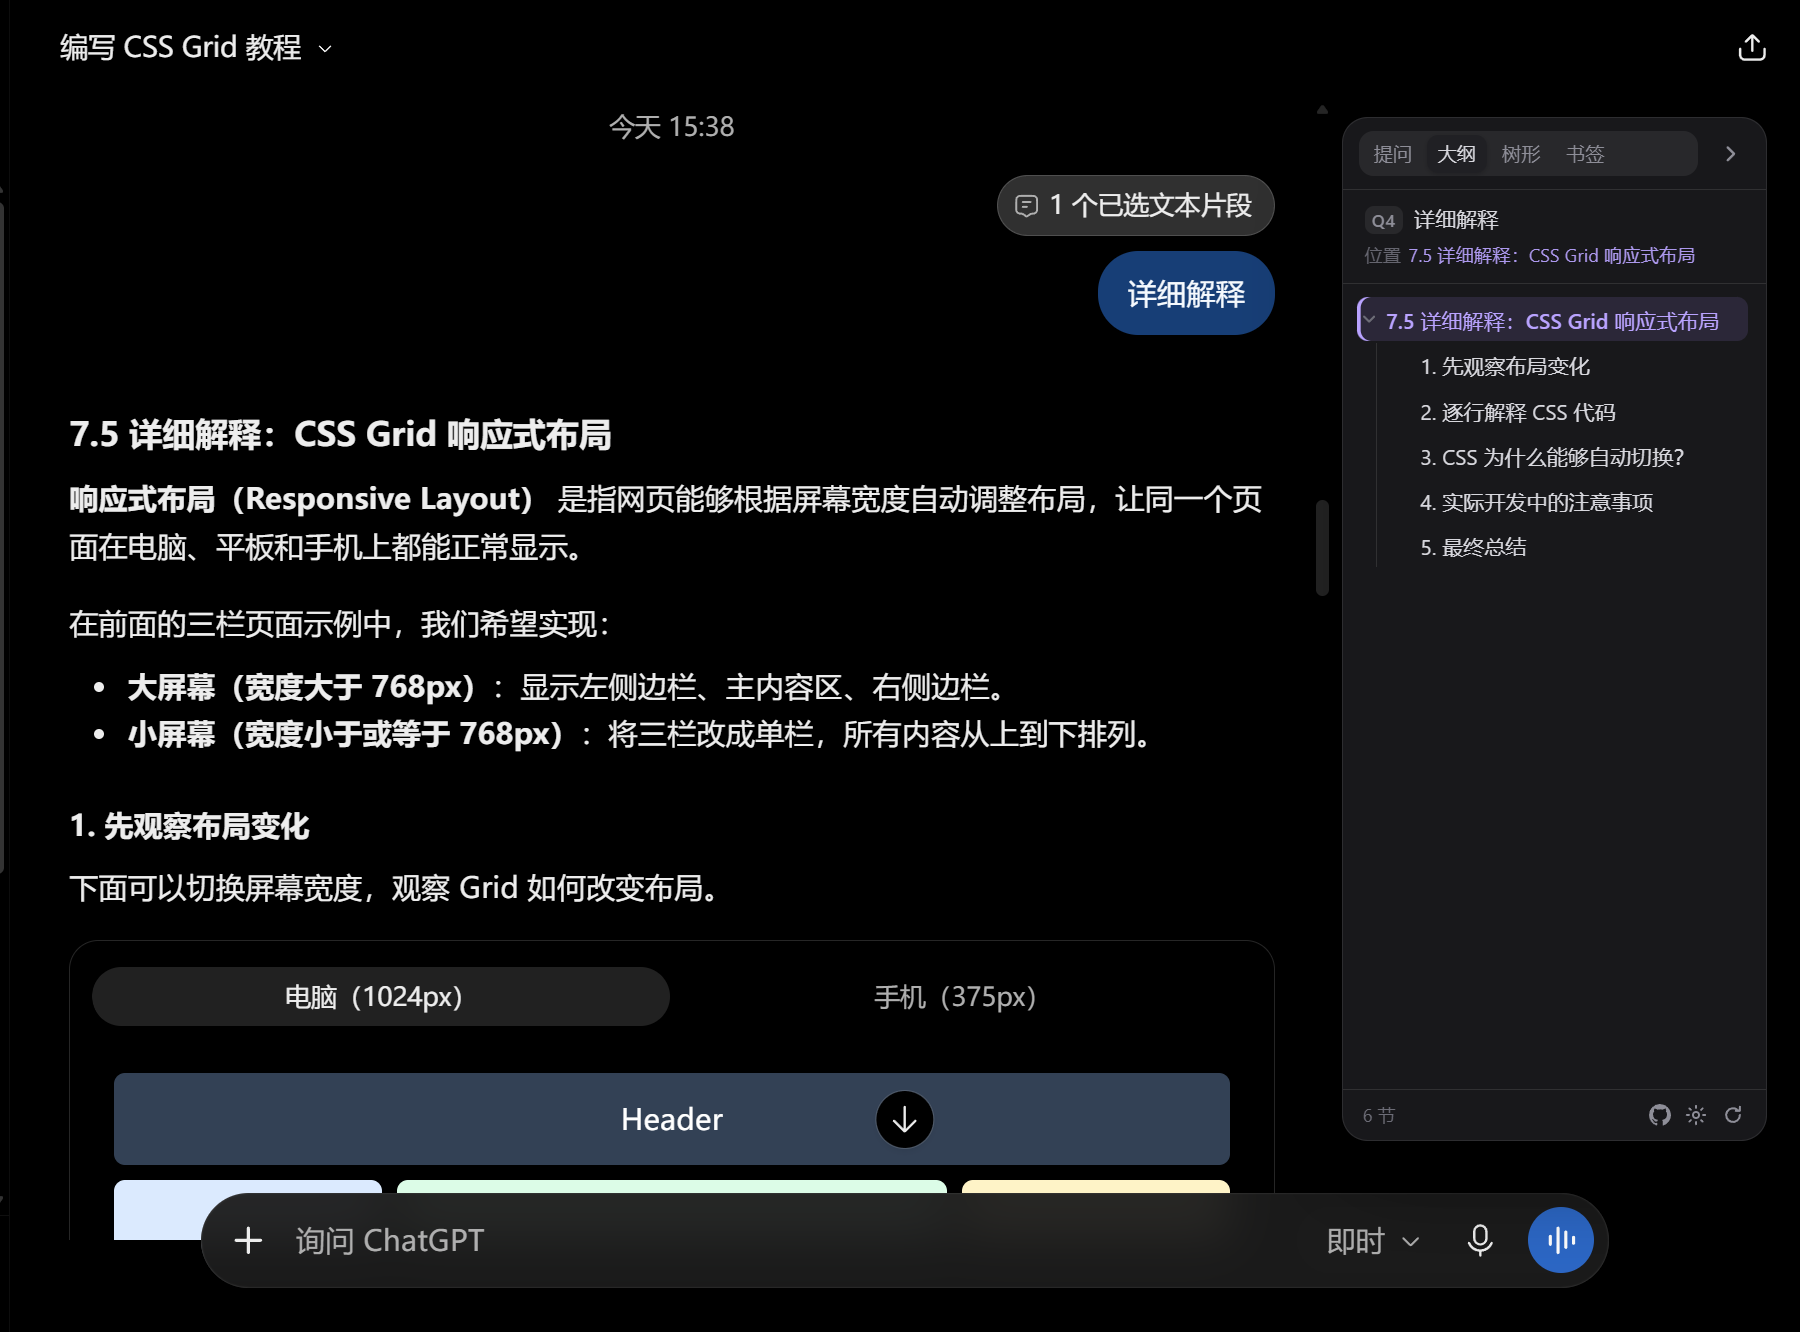 编写 CSS Grid 教程
今天 15:38
1 个已选文本片段
详细解释
7.5 详细解释：CSS Grid 响应式布局
响应式布局（Responsive Layout） 是指网页能够根据屏幕宽度自动调整布局，让同一个页
面在电脑、平板和手机上都能正常显示。
在前面的三栏页面示例中，我们希望实现：
• 大屏幕（宽度大于 768px）：显示左侧边栏、主内容区、右侧边栏。
• 小屏幕（宽度小于或等于 768px）：将三栏改成单栏，所有内容从上到下排列。
1. 先观察布局变化
下面可以切换屏幕宽度，观察 Grid 如何改变布局。
电脑（1024px）
手机（375px）
Header
询问 ChatGPT
即时
提问 大纲 树形 书签
Q4 详细解释
位置 7.5 详细解释：CSS Grid 响应式布局
7.5 详细解释：CSS Grid 响应式布局
1. 先观察布局变化
2. 逐行解释 CSS 代码
3. CSS 为什么能够自动切换？
4. 实际开发中的注意事项
5. 最终总结
6 节